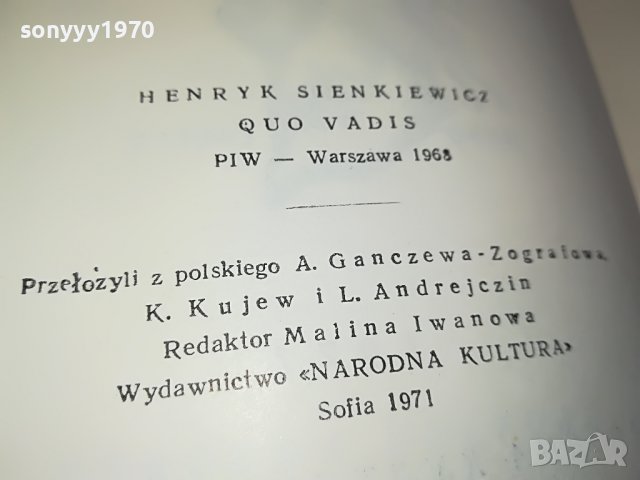 sonyyy1970
HENRYK SIENKIEWICZ
QUO VADIS
PIW — Warszawa 1968
Przełożyli z polskiego A. Ganczewa-Zografowa,
K. Kujew i L. Andrejczin
Redaktor Malina Iwanowa
Wydawnictwo «NARODNA KULTURA»
Sofia 1971
BAZAR